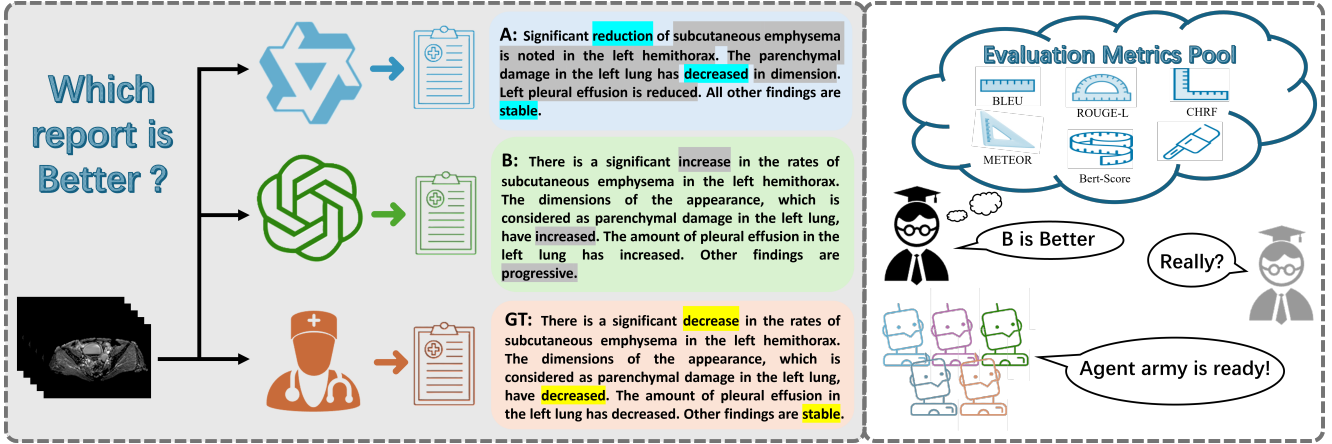 Which
report is
Better ?
A: Significant reduction of subcutaneous emphysema
is noted in the left hemithorax. The parenchymal
damage in the left lung has decreased in dimension.
Left pleural effusion is reduced. All other findings are
stable.
B: There is a significant increase in the rates of
subcutaneous emphysema in the left hemithorax.
The dimensions of the appearance, which is
considered as parenchymal damage in the left lung,
have increased. The amount of pleural effusion in the
left lung has increased. Other findings are
progressive.
GT: There is a significant decrease in the rates of
subcutaneous emphysema in the left hemithorax.
The dimensions of the appearance, which is
considered as parenchymal damage in the left lung,
have decreased. The amount of pleural effusion in
the left lung has decreased. Other findings are stable.
Evaluation Metrics Pool
BLEU
ROUGE-L
CHRF
METEOR
Bert-Score
B is Better
Really?
Agent army is ready!